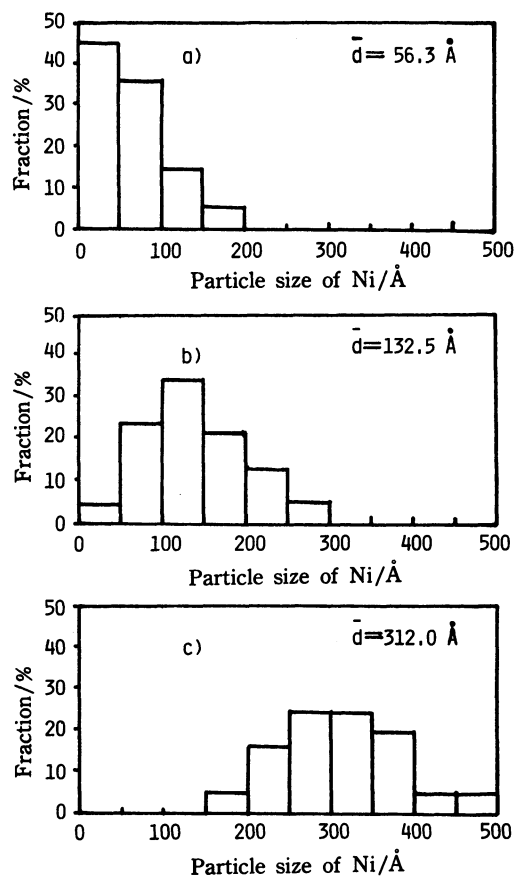 50
a)
d̄= 56.3 Å
40
30
20
10
0
Fraction/%
0 100 200 300 400 500
Particle size of Ni/Å
50
b)
d̄=132.5 Å
40
30
20
10
0
Fraction/%
0 100 200 300 400 500
Particle size of Ni/Å
50
c)
d̄=312.0 Å
40
30
20
10
0
Fraction/%
0 100 200 300 400 500
Particle size of Ni/Å